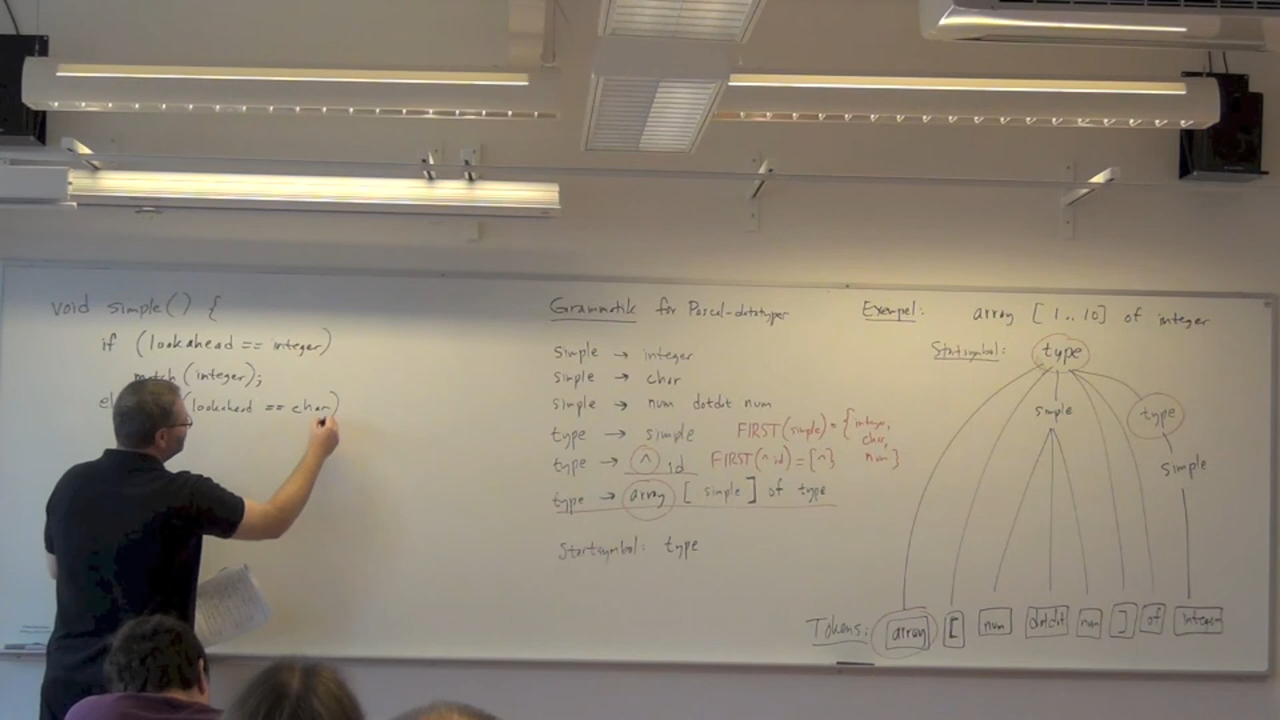 void simple() {
if (lookahead == integer)
match (integer);
(lookahead == char)
Grammatik for Pascal-datatyper
simple → integer
simple → char
simple → num dotdot num
type → simple FIRST(simple) = {integer,
char,
num}
type → ^ id FIRST(^ id) = {^}
type → array [ simple ] of type
Startsymbol: type
Exempel: array [ 1 .. 10 ] of integer
Startsymbol: type
simple type
simple
Tokens: array [ num dotdot num ] of integer